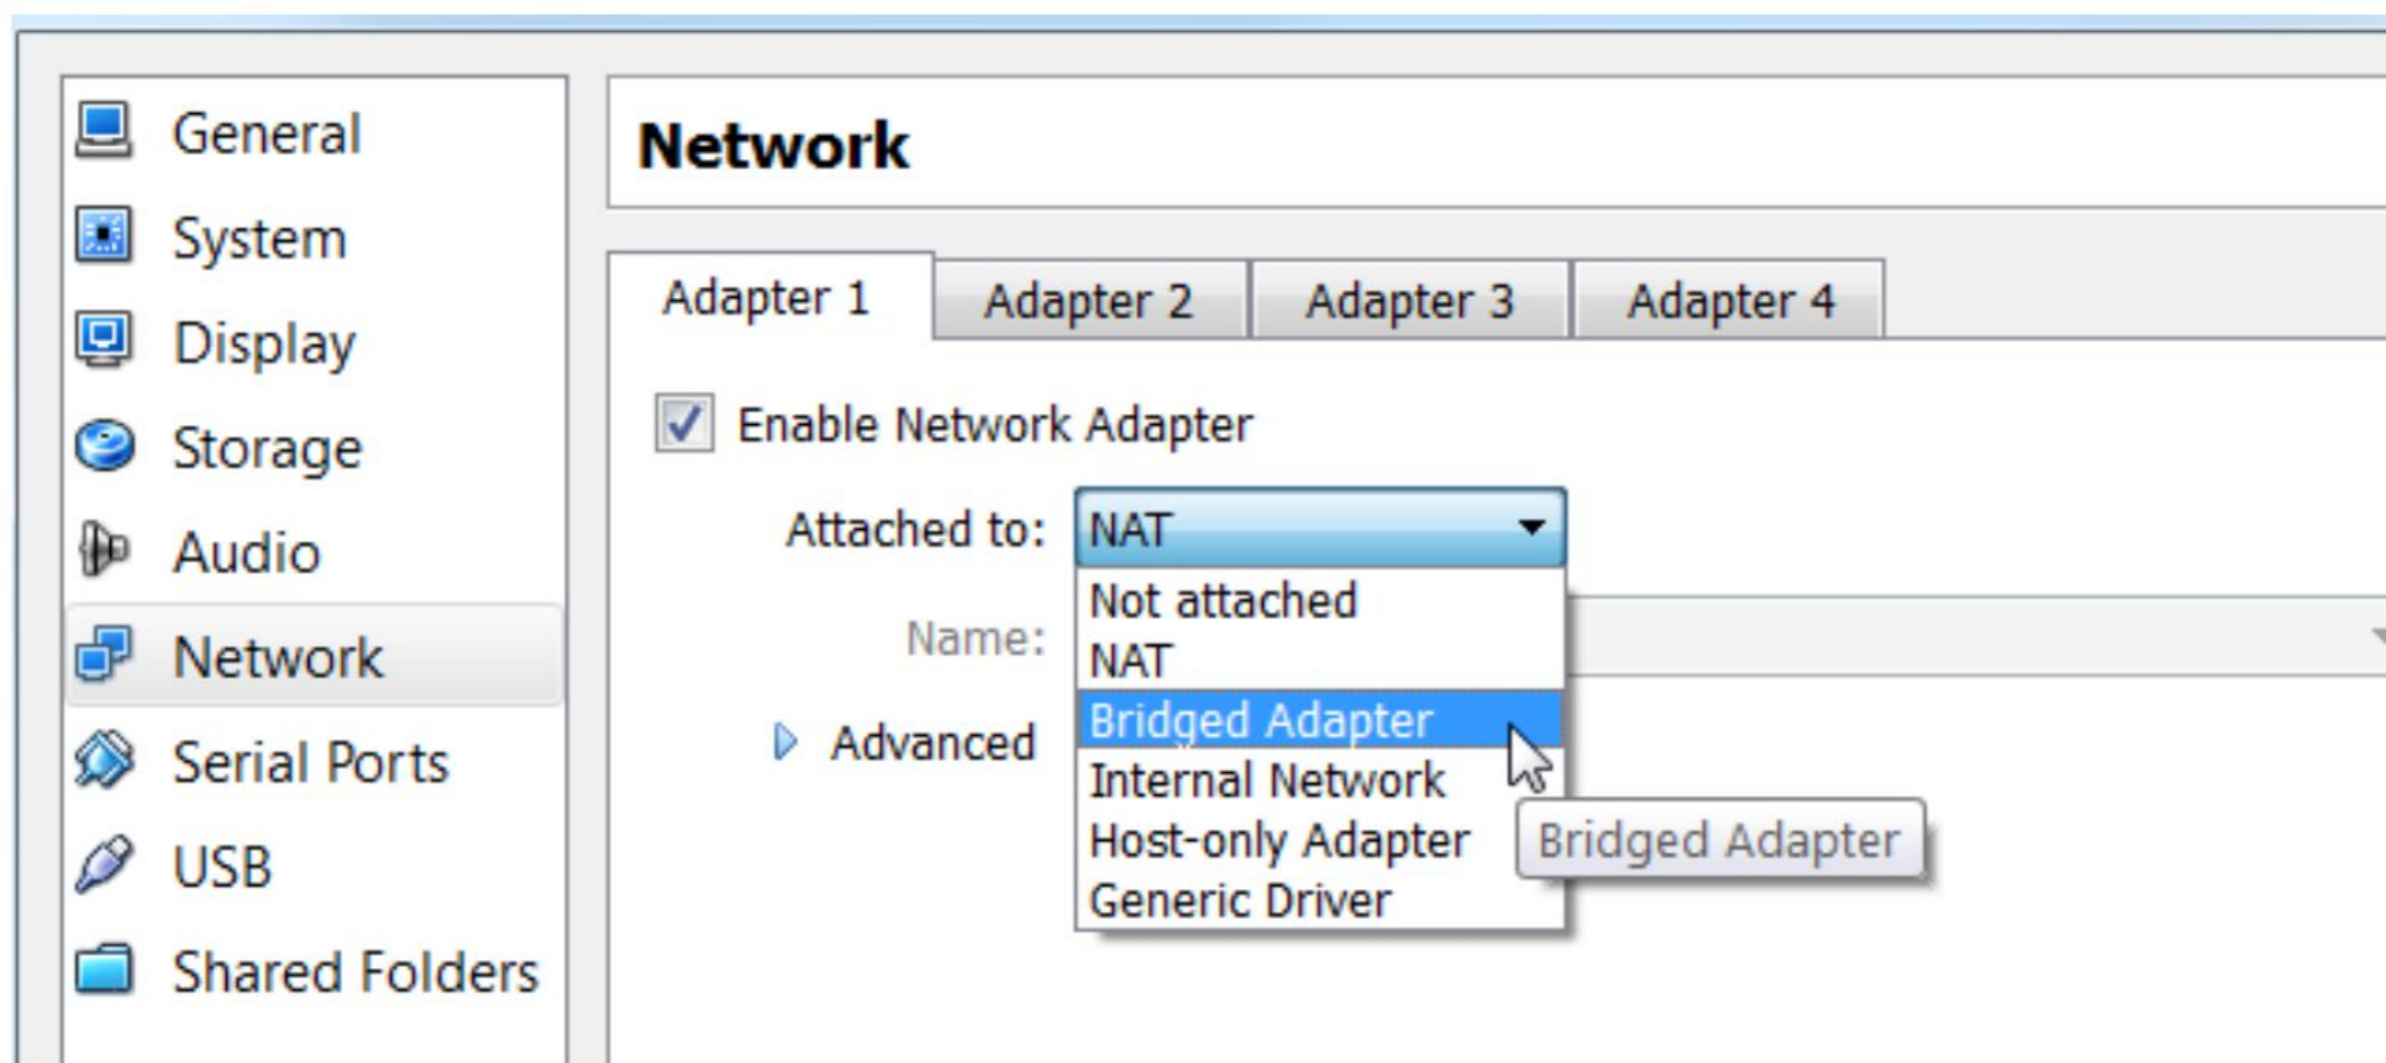 General
System
Display
Storage
Audio
Network
Serial Ports
USB
Shared Folders
Network
Adapter 1
Adapter 2
Adapter 3
Adapter 4
Enable Network Adapter
Attached to: NAT
Not attached
Name:
NAT
Advanced
Bridged Adapter
Internal Network
Host-only Adapter
Bridged Adapter
Generic Driver